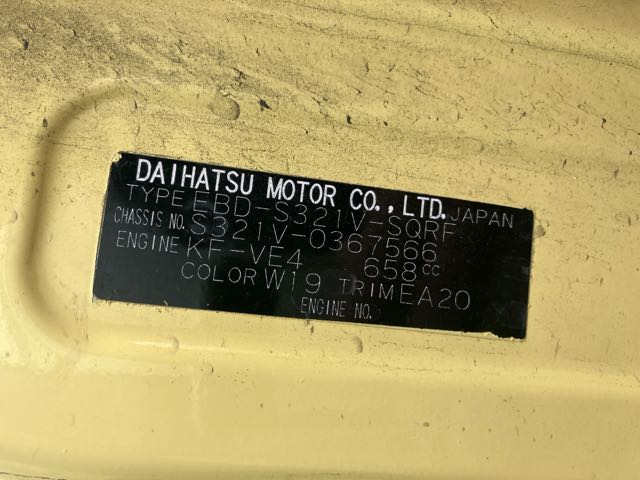 DAIHATSU MOTOR CO.,LTD. JAPAN
TYPE EBD-S321V-SQRF
CHASSIS NO. S321V-0367566
ENGINE KF-VE4 658cc
COLOR W19 TRIM EA20
ENGINE NO.